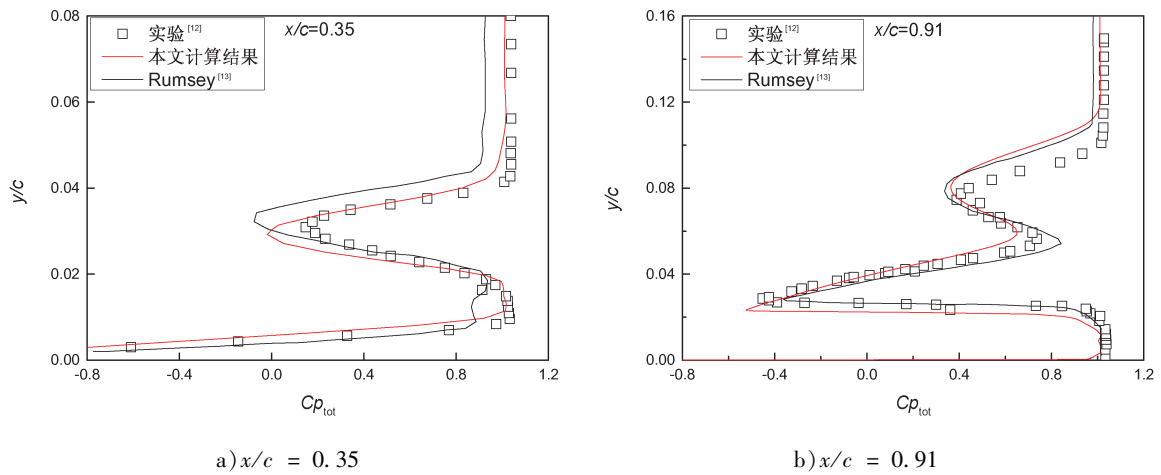 实验[12]
本文计算结果
Rumsey[13]
x/c=0.35
0.08
0.06
0.04
0.02
0.00
y/c
-0.8 -0.4 0.0 0.4 0.8 1.2
Cp_tot
a) x/c = 0.35
实验[12]
本文计算结果
Rumsey[13]
x/c=0.91
0.16
0.12
0.08
0.04
0.00
y/c
-0.8 -0.4 0.0 0.4 0.8 1.2
Cp_tot
b) x/c = 0.91